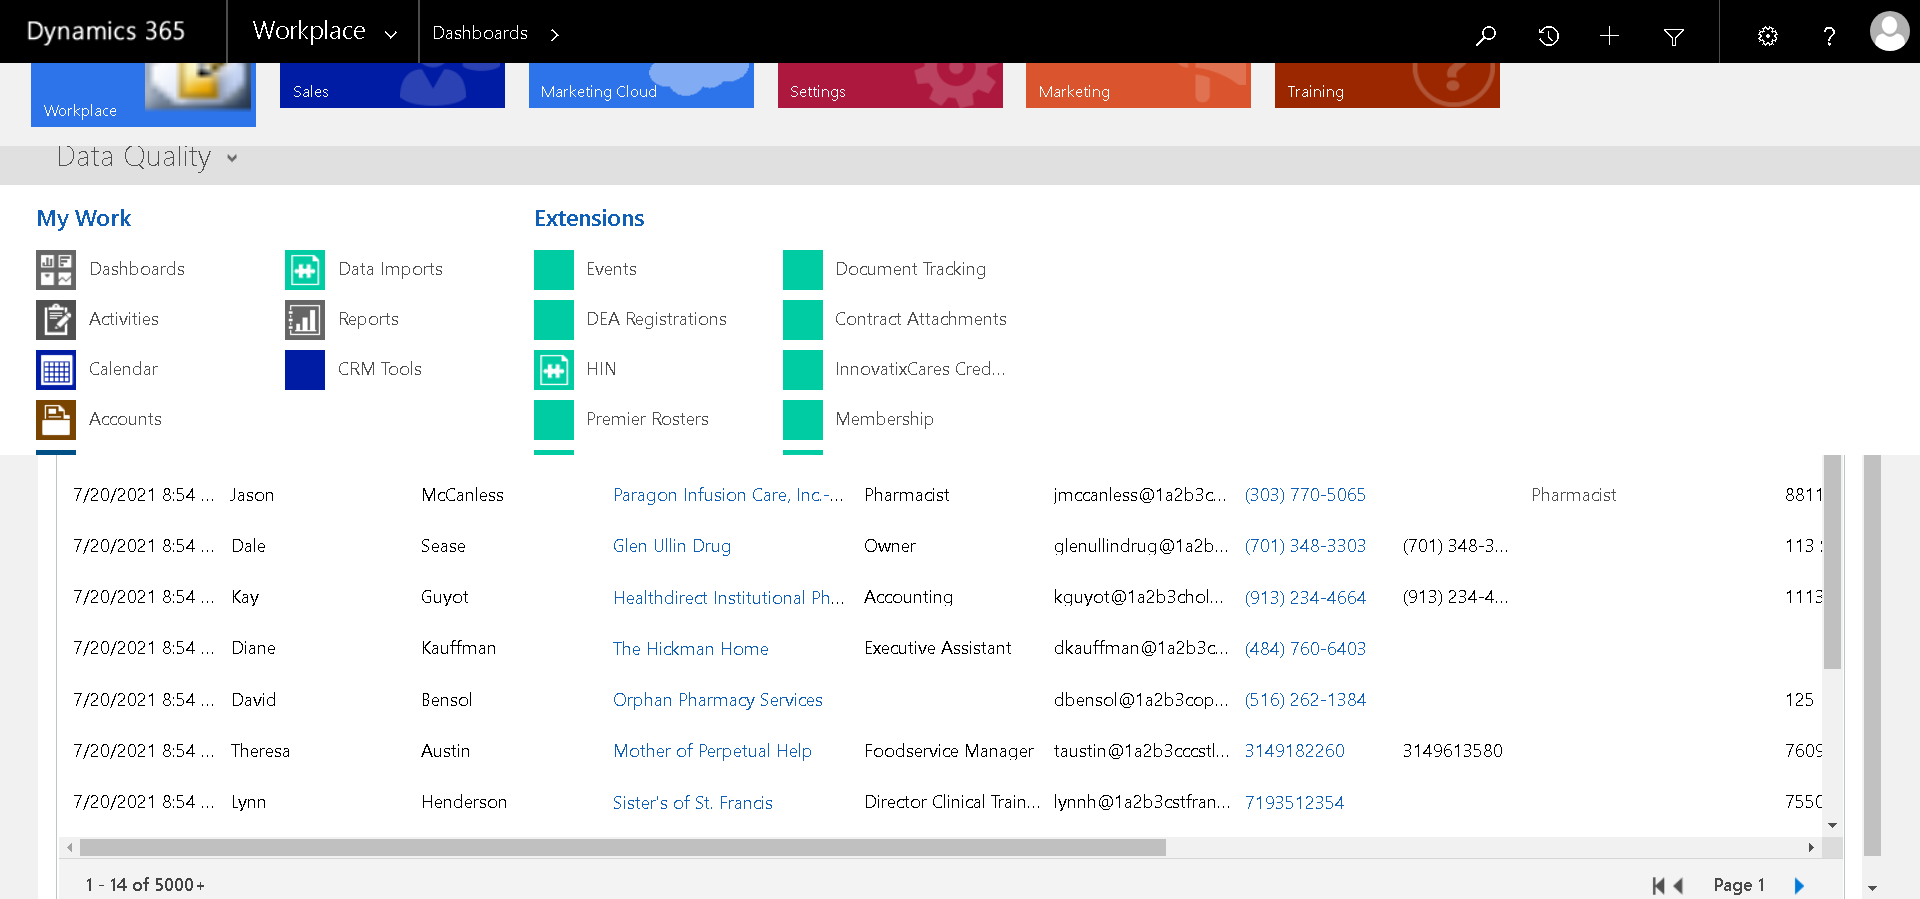 Dynamics 365 Workplace Dashboards
Workplace Sales Marketing Cloud Settings Marketing Training
Data Quality
My Work Extensions
Dashboards Data Imports Events Document Tracking
Activities Reports DEA Registrations Contract Attachments
Calendar CRM Tools HIN InnovatixCares Cred...
Accounts Premier Rosters Membership
7/20/2021 8:54 ... Jason McCanless Paragon Infusion Care, Inc.-... Pharmacist jmccanless@1a2b3c... (303) 770-5065 Pharmacist 8811
7/20/2021 8:54 ... Dale Sease Glen Ullin Drug Owner glenullindrug@1a2b... (701) 348-3303 (701) 348-3... 113
7/20/2021 8:54 ... Kay Guyot Healthdirect Institutional Ph... Accounting kguyot@1a2b3chol... (913) 234-4664 (913) 234-4... 1113
7/20/2021 8:54 ... Diane Kauffman The Hickman Home Executive Assistant dkauffman@1a2b3c... (484) 760-6403
7/20/2021 8:54 ... David Bensol Orphan Pharmacy Services dbensol@1a2b3cop... (516) 262-1384 125
7/20/2021 8:54 ... Theresa Austin Mother of Perpetual Help Foodservice Manager taustin@1a2b3cccstl... 3149182260 3149613580 7609
7/20/2021 8:54 ... Lynn Henderson Sister's of St. Francis Director Clinical Train... lynnh@1a2b3cstfran... 7193512354 7550
1 - 14 of 5000+ Page 1